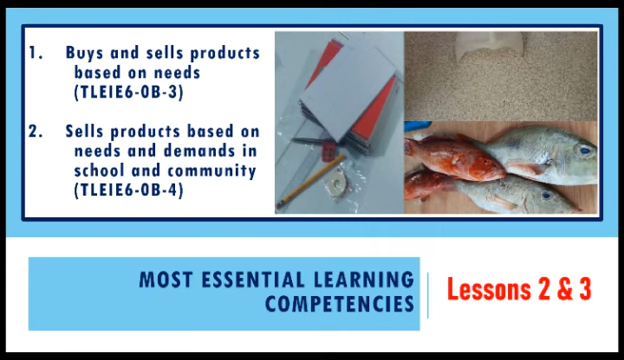 1. Buys and sells products
based on needs
(TLEIE6-0B-3)
2. Sells products based on
needs and demands in
school and community
(TLEIE6-0B-4)
MOST ESSENTIAL LEARNING
COMPETENCIES
Lessons 2 & 3